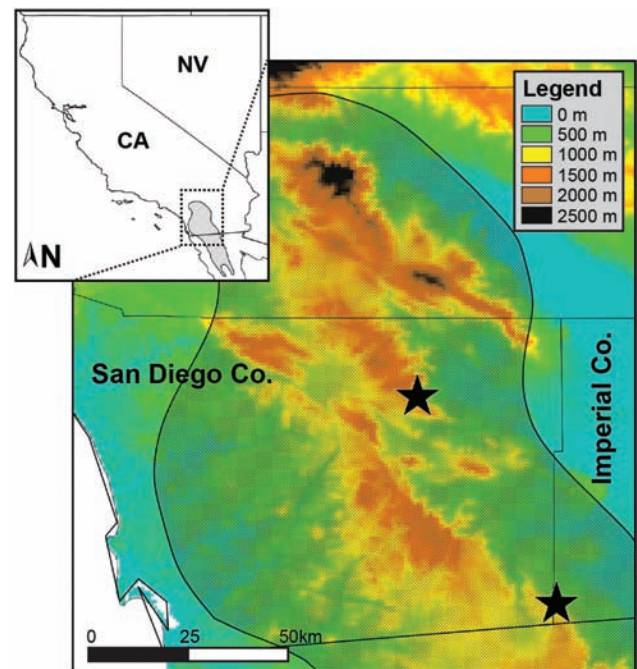 NV
CA
N
Legend
0 m
500 m
1000 m
1500 m
2000 m
2500 m
San Diego Co.
Imperial Co.
0 25 50km